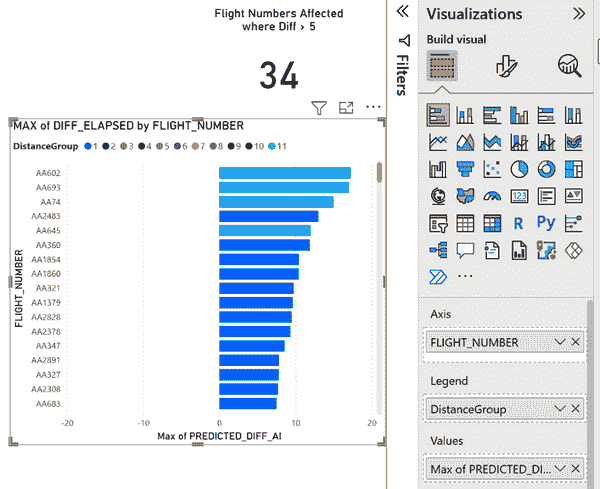 Flight Numbers Affected
where Diff > 5
34
MAX of DIFF_ELAPSED by FLIGHT_NUMBER
DistanceGroup 1 2 3 4 5 6 7 8 9 10 11
FLIGHT_NUMBER
AA602
AA693
AA74
AA2483
AA645
AA360
AA1854
AA1860
AA321
AA1379
AA2828
AA2378
AA347
AA2891
AA327
AA2308
AA683
-20 -10 0 10 20
Max of PREDICTED_DIFF_AI
Filters
Visualizations
Build visual
123
R Py
Axis
FLIGHT_NUMBER
Legend
DistanceGroup
Values
Max of PREDICTED_DI...